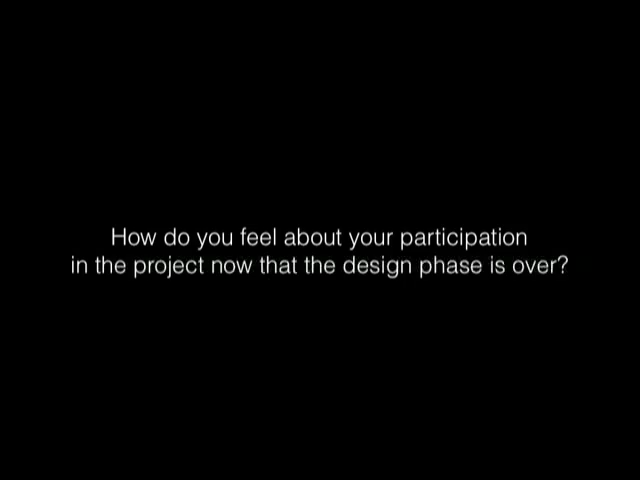 How do you feel about your participation
in the project now that the design phase is over?